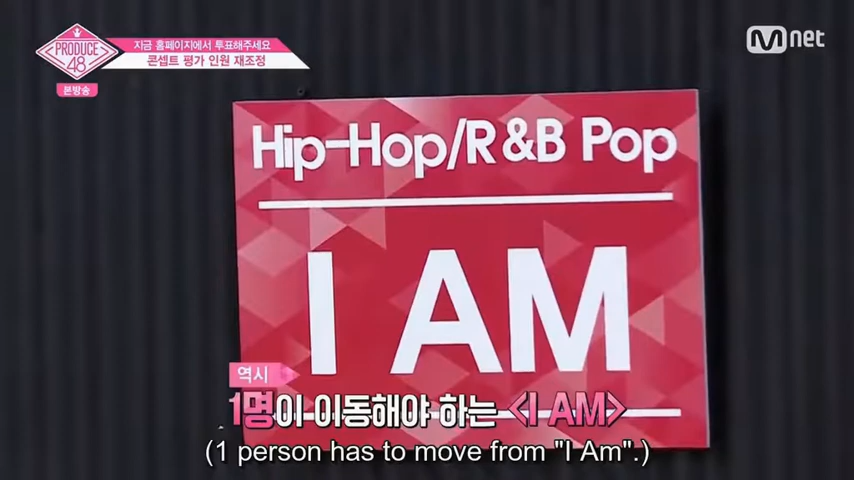 PRODUCE
48
지금 홈페이지에서 투표해주세요
콘셉트 평가 인원 재조정
본방송
M net
Hip-Hop/R&B Pop
I AM
역시
1명이 이동해야 하는 <I AM>
(1 person has to move from "I Am".)